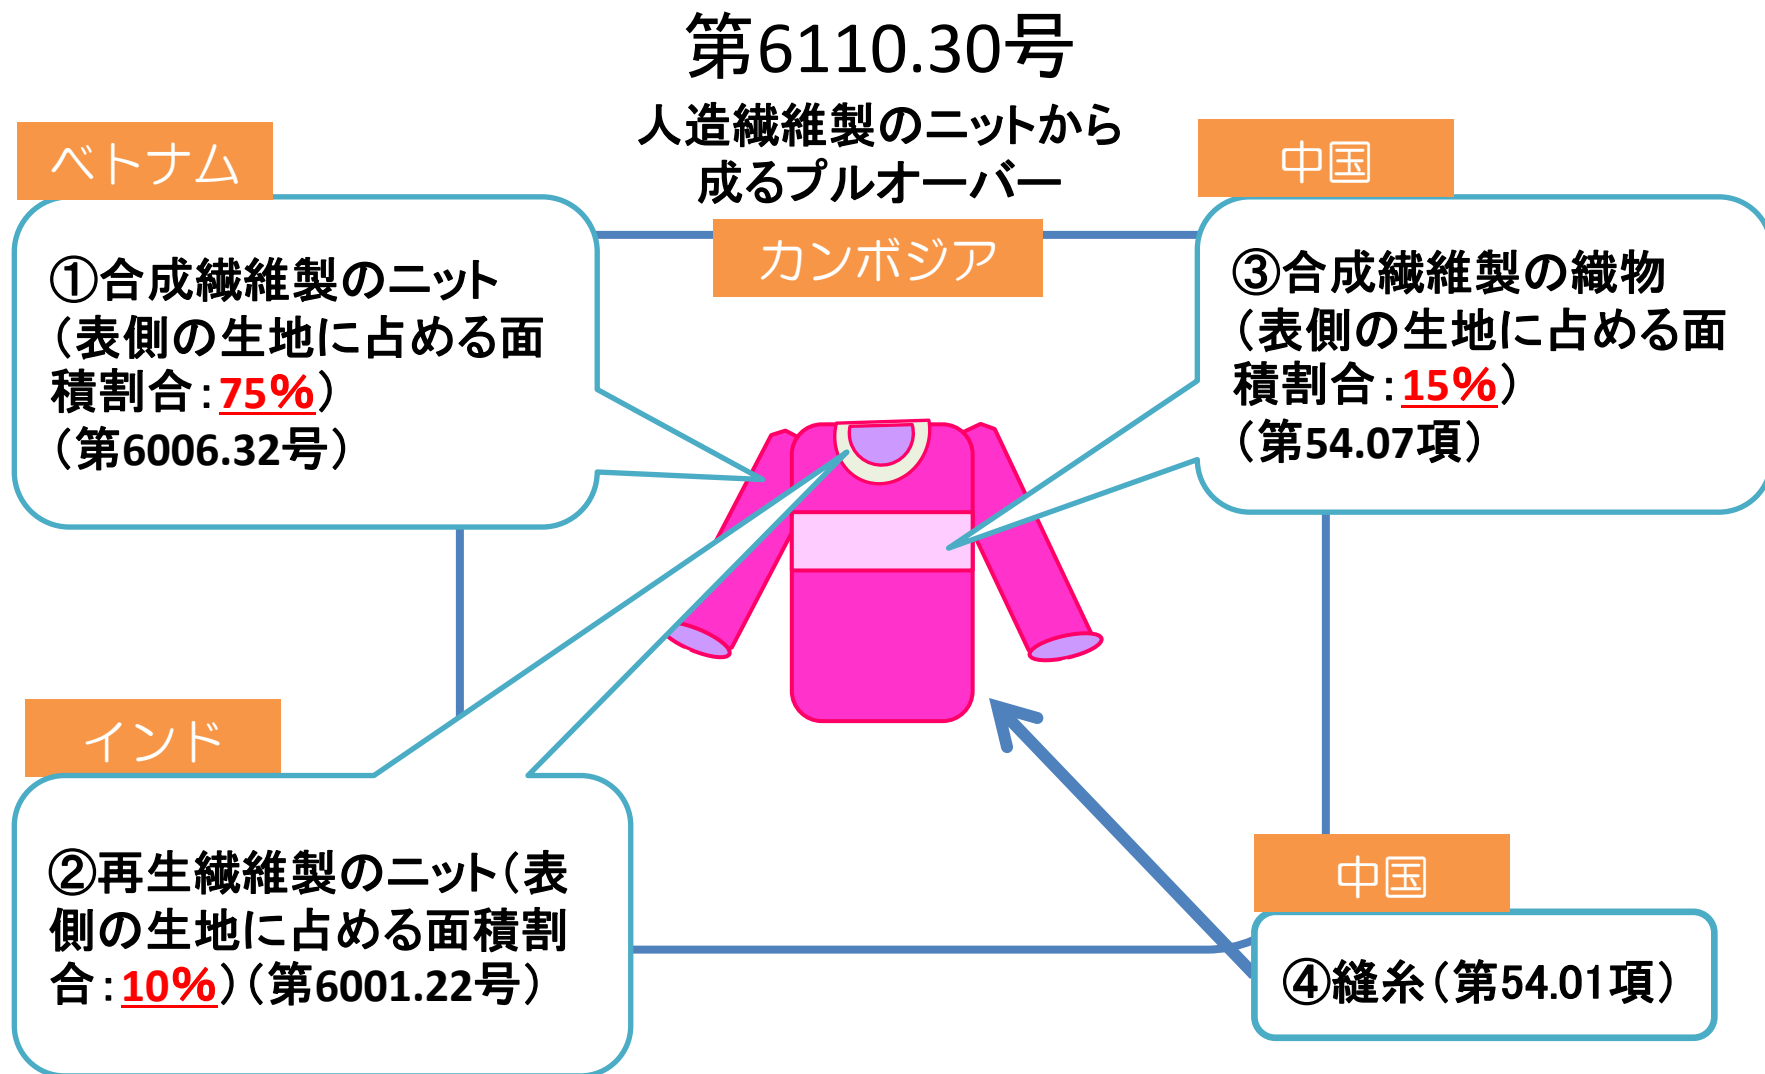 第6110.30号
人造繊維製のニットから
成るプルオーバー
ベトナム
①合成繊維製のニット
（表側の生地に占める面
積割合：75％）
（第6006.32号）
カンボジア
中国
③合成繊維製の織物
（表側の生地に占める面
積割合：15％）
（第54.07項）
インド
②再生繊維製のニット（表
側の生地に占める面積割
合：10％）（第6001.22号）
中国
④縫糸（第54.01項）